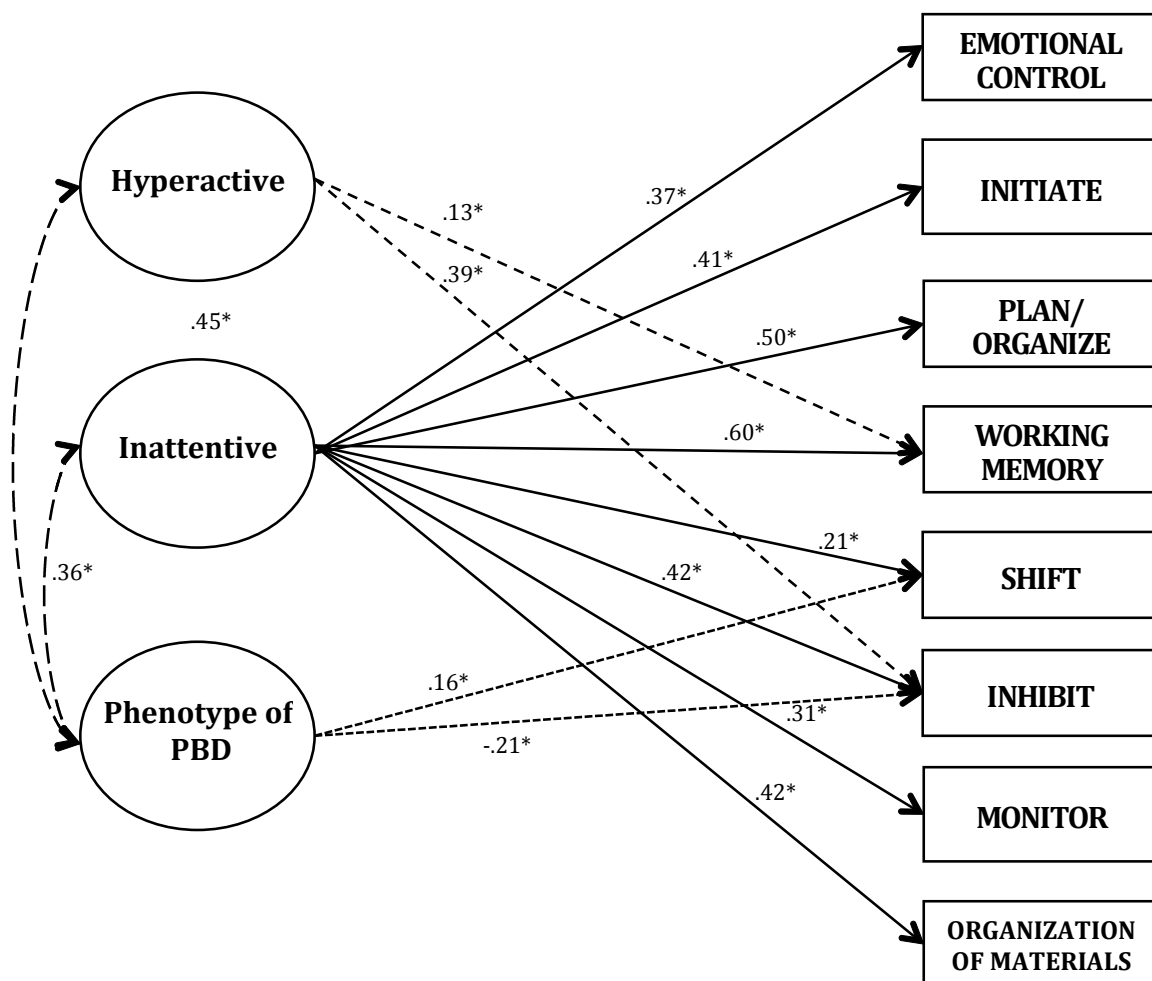 EMOTIONAL
CONTROL
Hyperactive
INITIATE
.13*
.37*
.41*
.39*
.45*
PLAN/
ORGANIZE
.50*
Inattentive
.60*
WORKING
MEMORY
.36*
.21*
.42*
SHIFT
Phenotype of
PBD
.16*
-.21*
.31*
INHIBIT
.42*
MONITOR
ORGANIZATION
OF MATERIALS